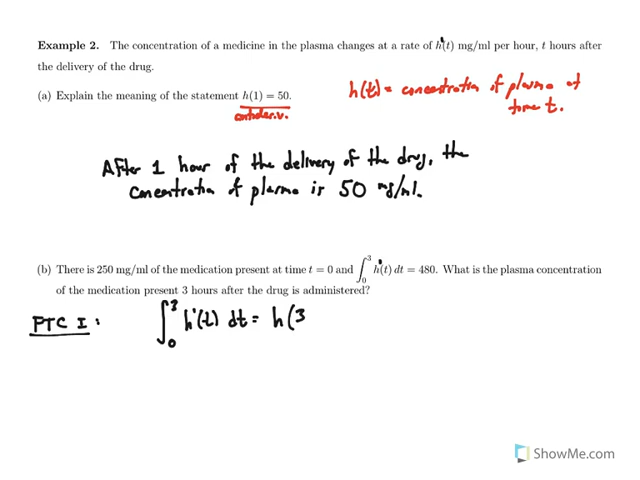 Example 2. The concentration of a medicine in the plasma changes at a rate of h'(t) mg/ml per hour, t hours after
the delivery of the drug.
(a) Explain the meaning of the statement h(1) = 50.
h(t) = concentration of plasma at
time t.
antider.v.
After 1 hour of the delivery of the drug, the
concentration of plasma is 50 mg/ml.
(b) There is 250 mg/ml of the medication present at time t = 0 and ∫₀³ h'(t) dt = 480. What is the plasma concentration
of the medication present 3 hours after the drug is administered?
FTC I: ∫₀³ h'(t) dt = h(3
ShowMe.com